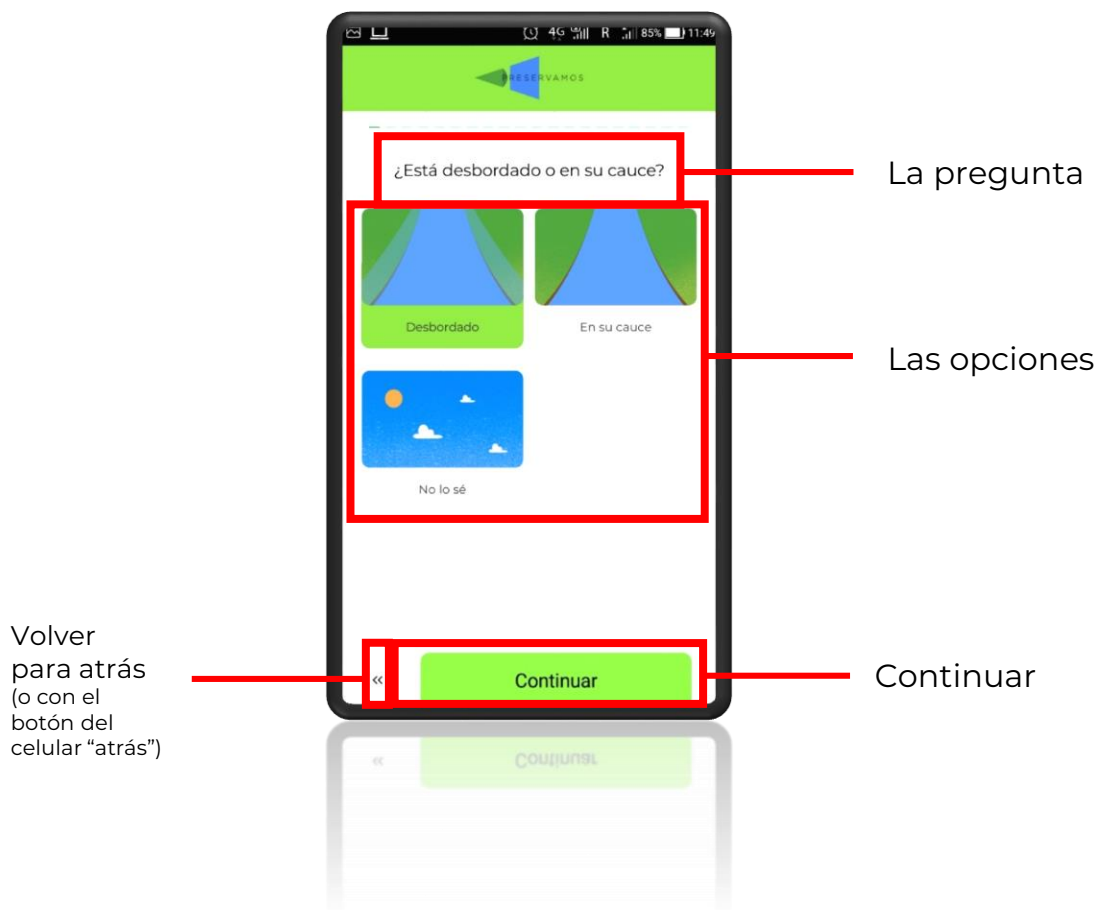 4G R 85% 11:49
PRESERVAMOS
¿Está desbordado o en su cauce?
La pregunta
Desbordado
En su cauce
Las opciones
No lo sé
Volver
para atrás
(o con el
botón del
celular “atrás”)
«
Continuar
Continuar
«
Continuar